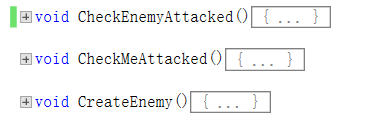 void CheckEnemyAttacked() { ... }
void CheckMeAttacked() { ... }
void CreateEnemy() { ... }